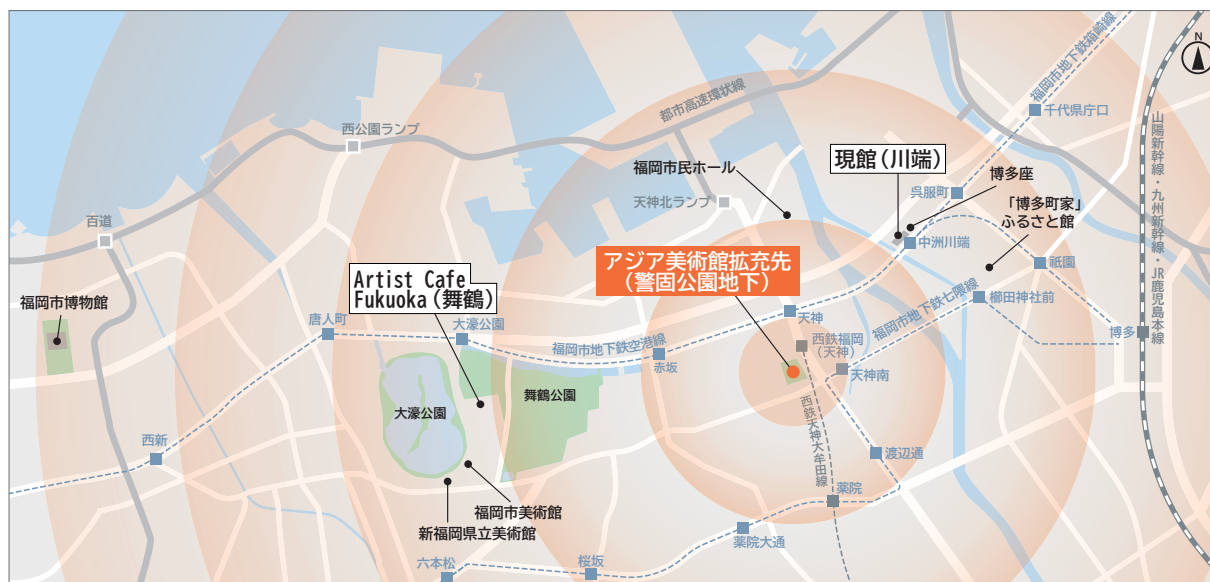 N
福岡市地下鉄箱崎線
都市高速環状線
千代県庁口
山陽新幹線・九州新幹線・JR鹿児島本線
西公園ランプ
現館（川端）
福岡市民ホール
博多座
呉服町
天神北ランプ
「博多町家」
ふるさと館
百道
中洲川端
アジア美術館拡充先
（警固公園地下）
祇園
Artist Cafe
Fukuoka（舞鶴）
福岡市博物館
櫛田神社前
福岡市地下鉄七隈線
唐人町
大濠公園
天神
博多
福岡市地下鉄空港線
西鉄福岡
（天神）
赤坂
天神南
舞鶴公園
大濠公園
西鉄天神大牟田線
西新
渡辺通
薬院
福岡市美術館
新福岡県立美術館
薬院大通
六本松
桜坂